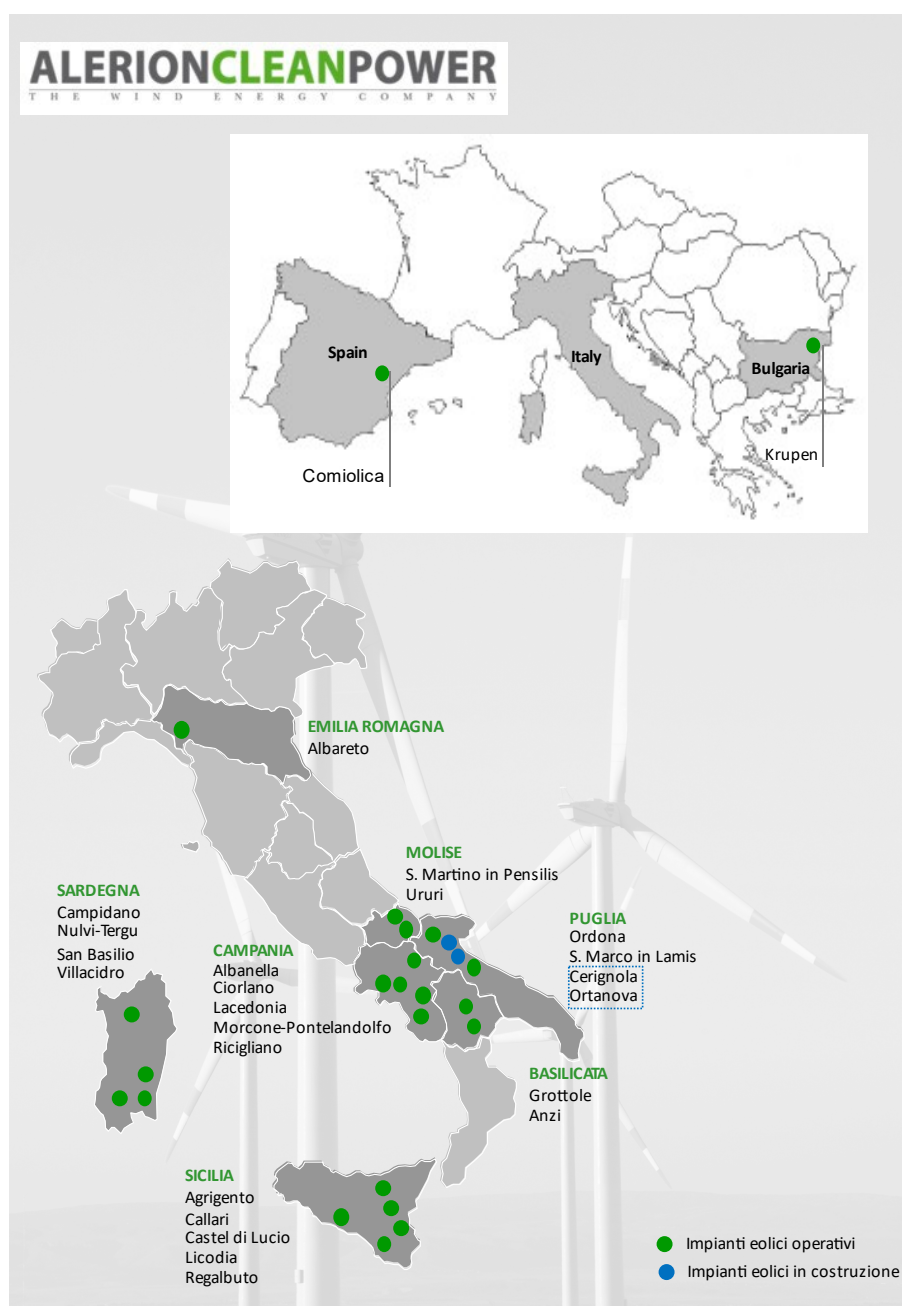 ALERIONCLEANPOWER
THE WIND ENERGY COMPANY
Spain
Italy
Bulgaria
Krupen
Comiolica
EMILIA ROMAGNA
Albareto
MOLISE
S. Martino in Pensilis
Ururi
SARDEGNA
Campidano
Nulvi-Tergu
San Basilio
Villacidro
CAMPANIA
Albanella
Ciorlano
Lacedonia
Morcone-Pontelandolfo
Ricigliano
PUGLIA
Ordona
S. Marco in Lamis
Cerignola
Ortanova
BASILICATA
Grottole
Anzi
SICILIA
Agrigento
Callari
Castel di Lucio
Licodia
Regalbuto
Impianti eolici operativi
Impianti eolici in costruzione